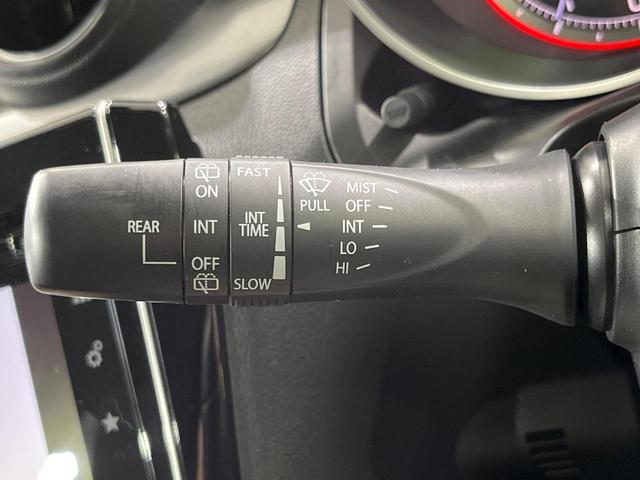 REAR
ON
INT
OFF
FAST
INT
TIME
SLOW
PULL
MIST
OFF
INT
LO
HI